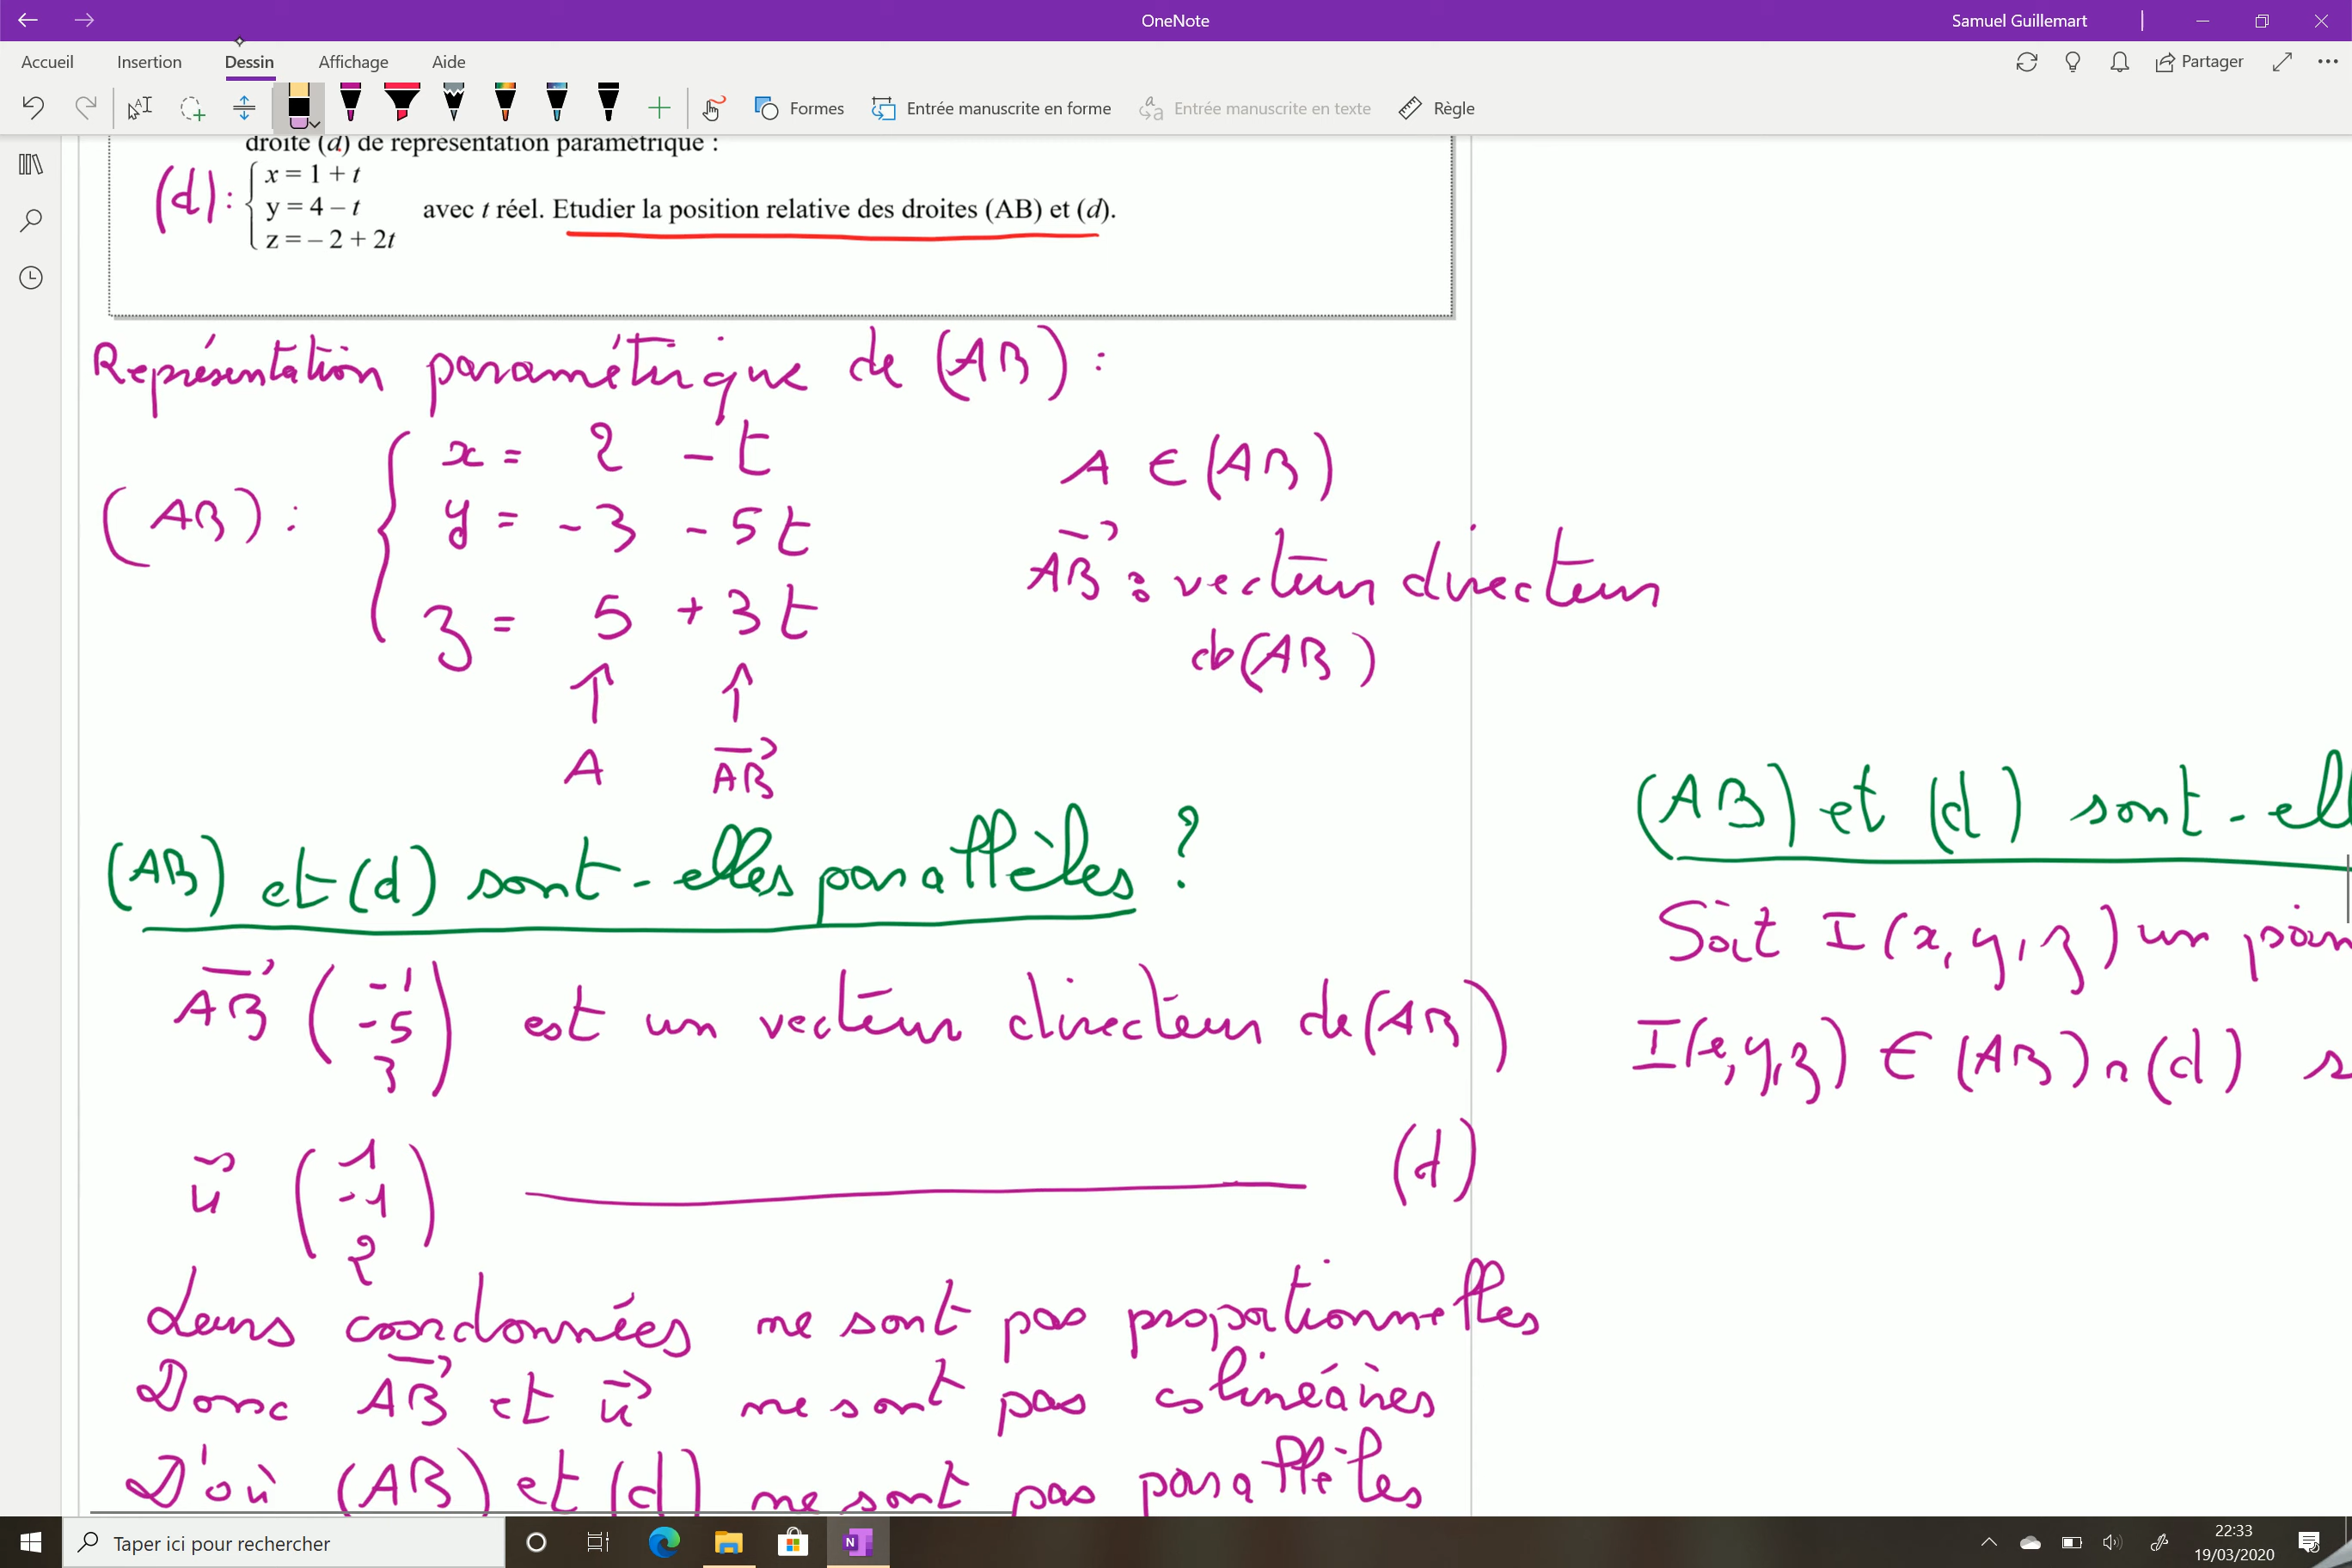 OneNote
Samuel Guillemart
Accueil
Insertion
Dessin
Affichage
Aide
Partager
Formes
Entrée manuscrite en forme
Entrée manuscrite en texte
Règle
droite (d) de représentation paramétrique :
(d) :
x = 1 + t
y = 4 – t
z = – 2 + 2t
avec t réel. Etudier la position relative des droites (AB) et (d).
Représentation paramétrique de (AB) :
(AB) :
x = 2 - t
y = -3 - 5t
z = 5 + 3t
A
AB
A ∈ (AB)
AB : vecteur directeur
de (AB)
(AB) et (d) sont-elles parallèles ?
AB (-1 -5 3) est un vecteur directeur de (AB)
u (1 -1 2) ——— (d)
Leurs coordonnées ne sont pas proportionnelles
Donc AB et u ne sont pas colinéaires
D'où (AB) et (d) ne sont pas parallèles
(AB) et (d) sont-ell
Soit I(x, y, z) un poin
I(x, y, z) ∈ (AB) ∩ (d) s
Taper ici pour rechercher
22:33
19/03/2020